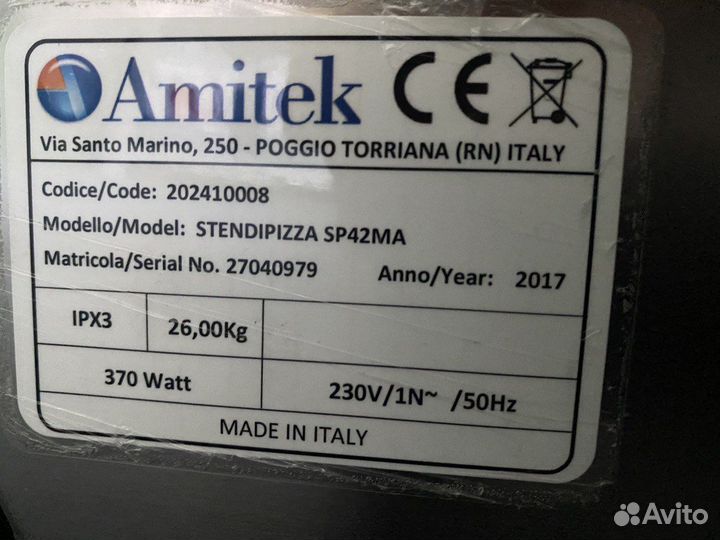 Amitek CE
Via Santo Marino, 250 - POGGIO TORRIANA (RN) ITALY
Codice/Code: 202410008
Modello/Model: STENDIPIZZA SP42MA
Matricola/Serial No. 27040979 Anno/Year: 2017
IPX3 26,00Kg
370 Watt 230V/1N~ /50Hz
MADE IN ITALY
Avito